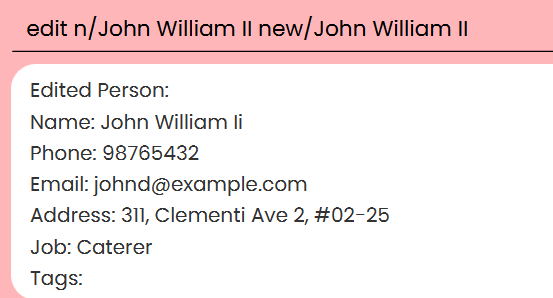 edit n/John William II new/John William II
Edited Person:
Name: John William Ii
Phone: 98765432
Email: johnd@example.com
Address: 311, Clementi Ave 2, #02-25
Job: Caterer
Tags: